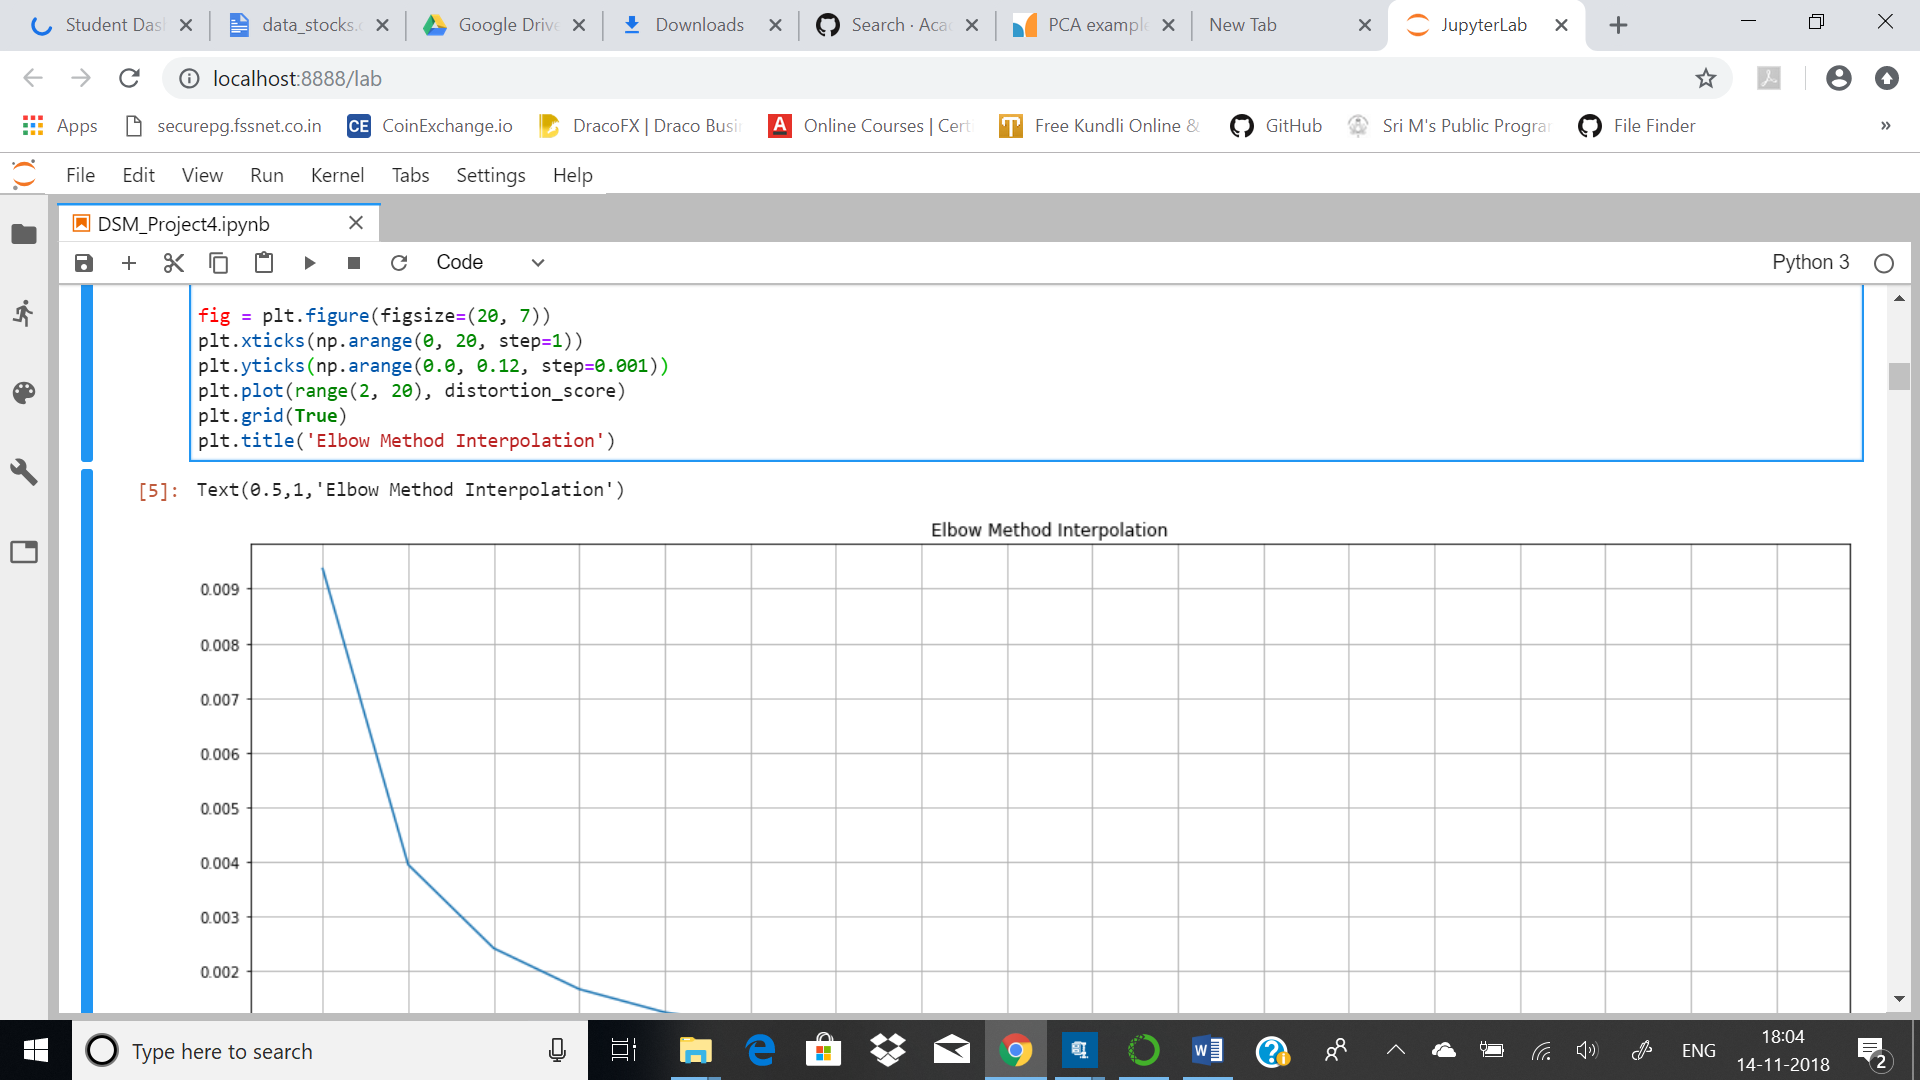 Student Das
data_stocks.c
Google Drive
Downloads
Search · Aca
PCA example
New Tab
JupyterLab
localhost:8888/lab
Apps
securepg.fssnet.co.in
CE CoinExchange.io
DracoFX | Draco Busi
A Online Courses | Cert
Free Kundli Online &
GitHub
Sri M's Public Progra
File Finder
»
File Edit View Run Kernel Tabs Settings Help
DSM_Project4.ipynb
Code
Python 3
fig = plt.figure(figsize=(20, 7))
plt.xticks(np.arange(0, 20, step=1))
plt.yticks(np.arange(0.0, 0.12, step=0.001))
plt.plot(range(2, 20), distortion_score)
plt.grid(True)
plt.title('Elbow Method Interpolation')
[5]: Text(0.5,1,'Elbow Method Interpolation')
Elbow Method Interpolation
0.009
0.008
0.007
0.006
0.005
0.004
0.003
0.002
Type here to search
ENG
18:04
14-11-2018
2